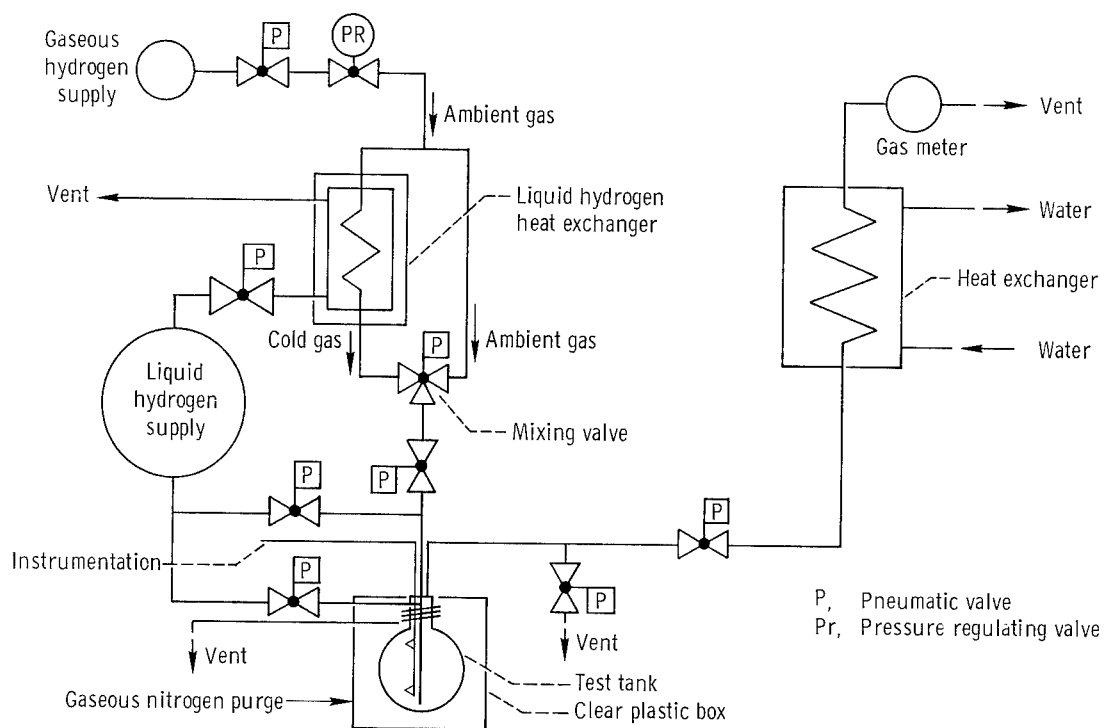 Gaseous
hydrogen
supply
P
PR
Ambient gas
Vent
Gas meter
Vent
Liquid hydrogen
heat exchanger
Water
P
Heat exchanger
Cold gas
Ambient gas
P
Water
Liquid
hydrogen
supply
Mixing valve
P
P
P
Instrumentation
P
P
P, Pneumatic valve
Pr, Pressure regulating valve
Vent
Vent
Test tank
Gaseous nitrogen purge
Clear plastic box